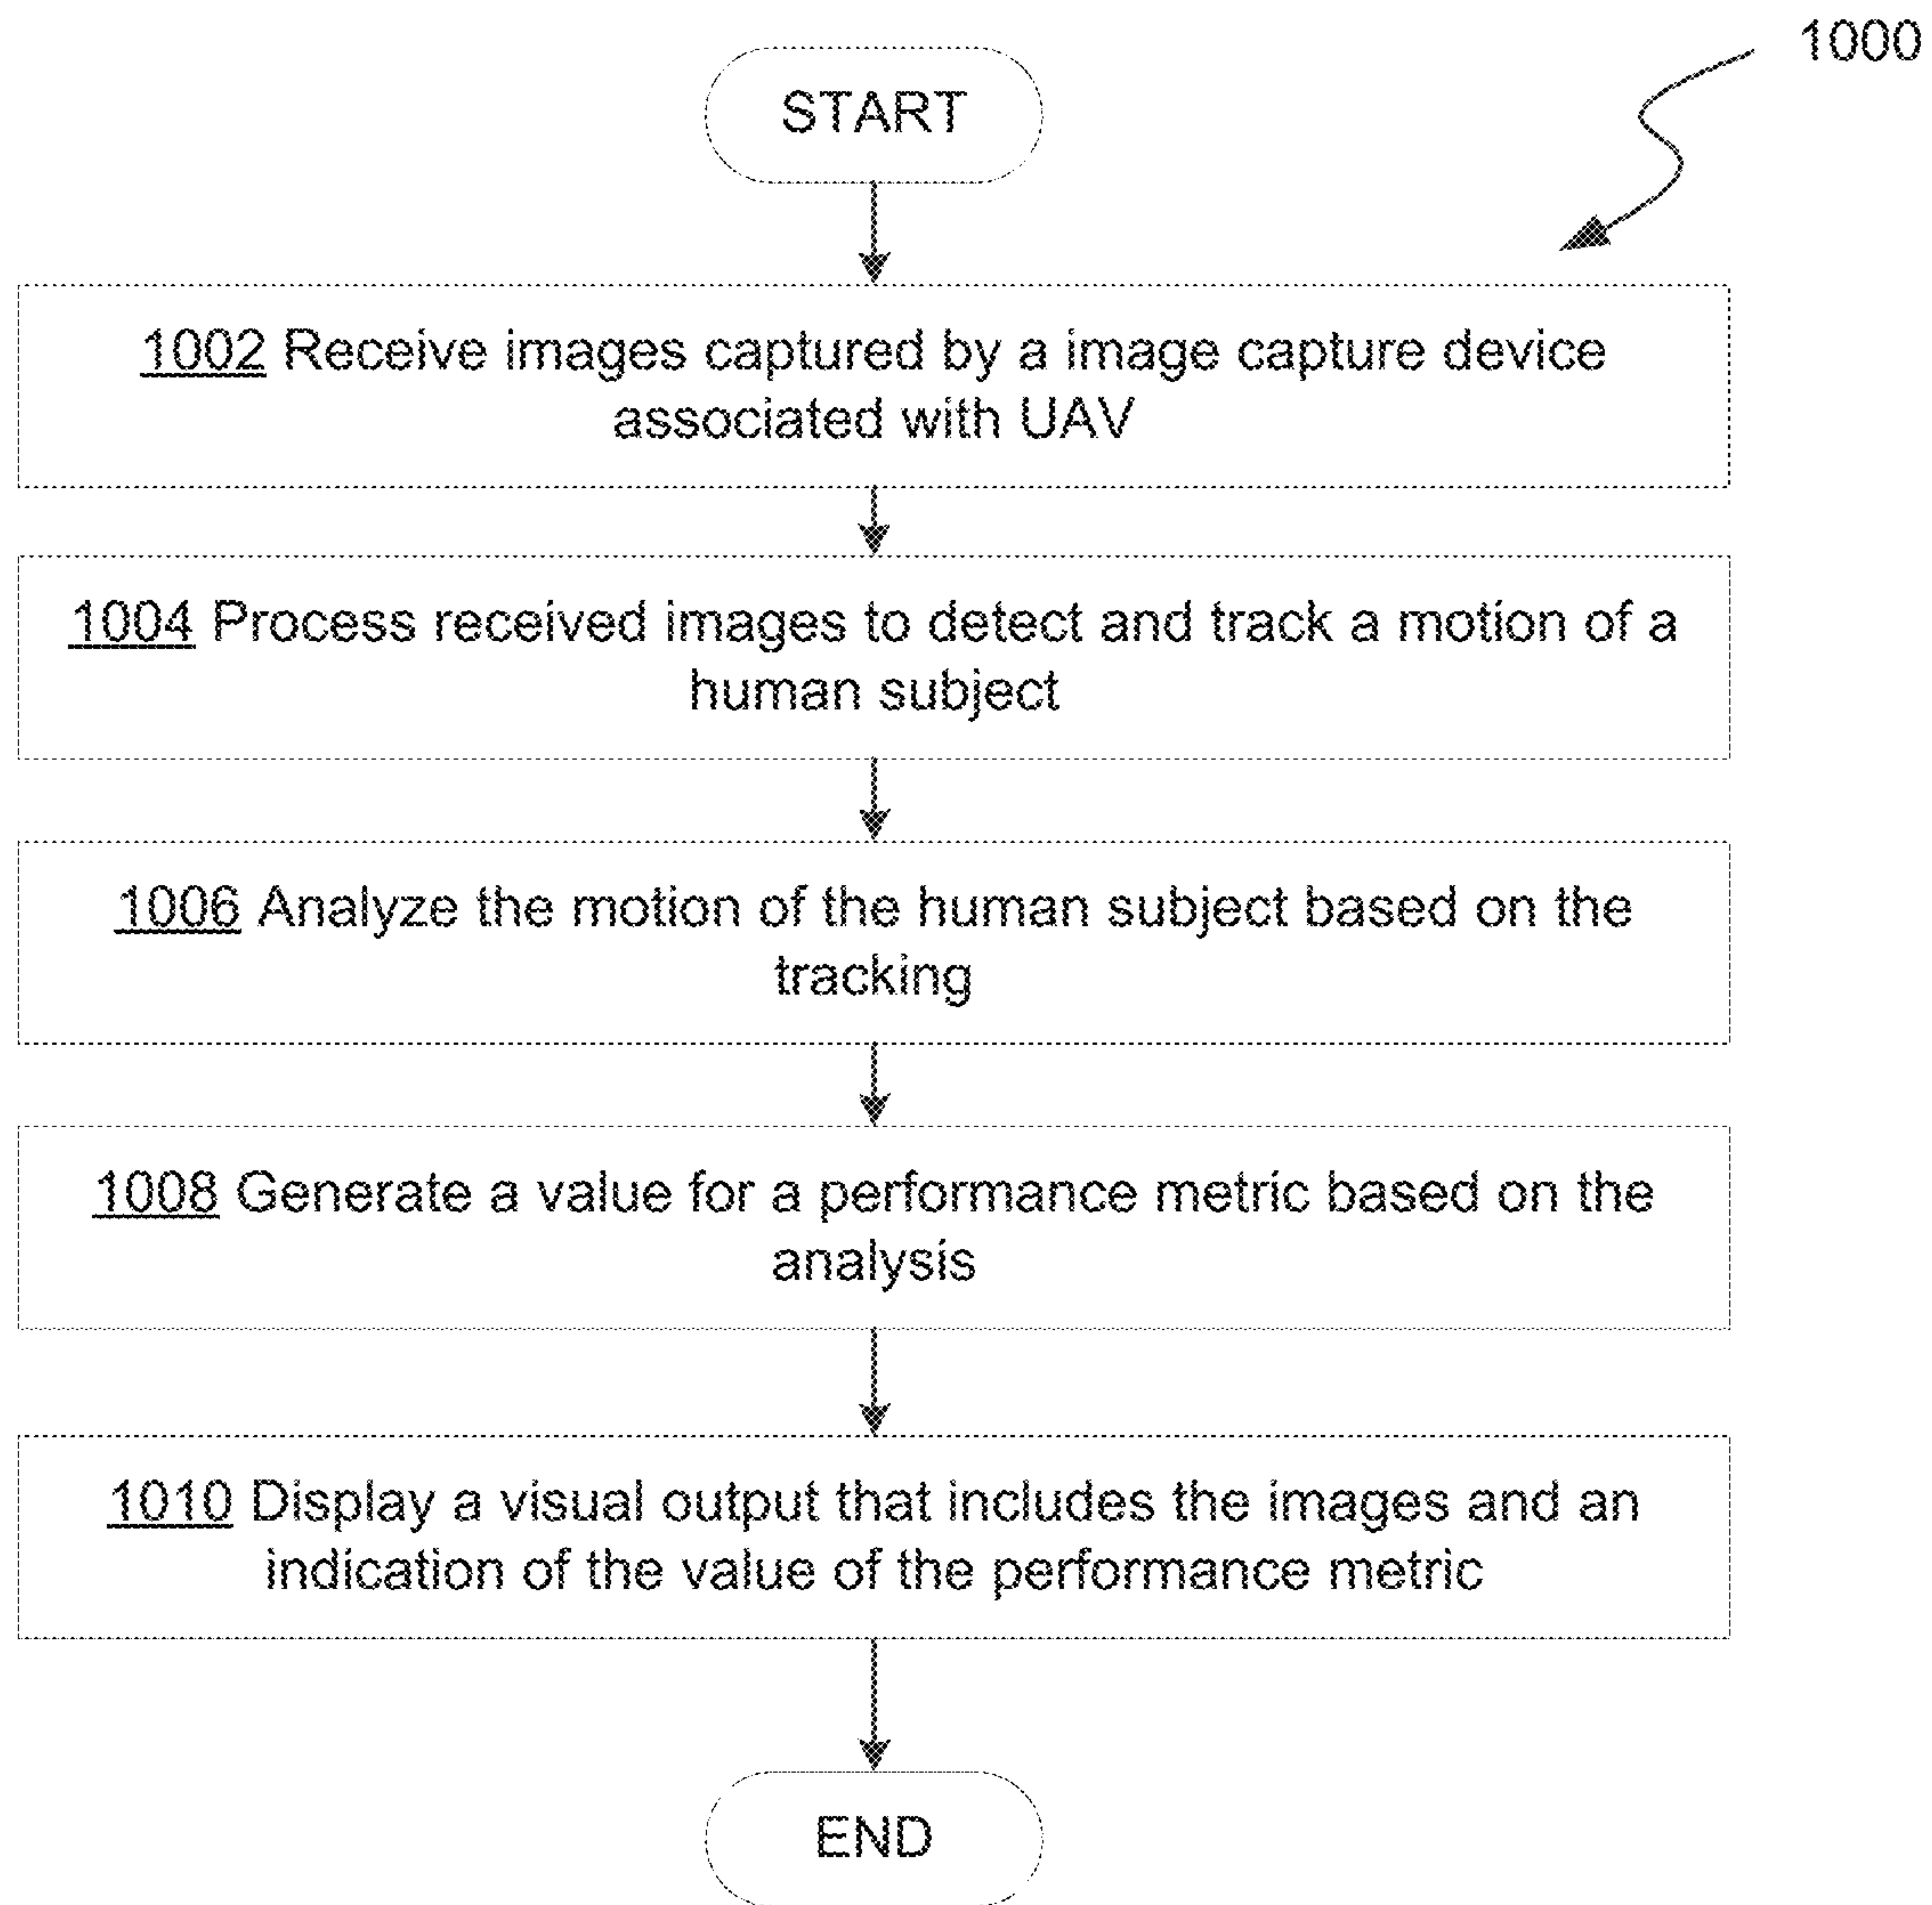 1000
START
1002 Receive images captured by a image capture device
associated with UAV
1004 Process received images to detect and track a motion of a
human subject
1006 Analyze the motion of the human subject based on the
tracking
1008 Generate a value for a performance metric based on the
analysis
1010 Display a visual output that includes the images and an
indication of the value of the performance metric
END